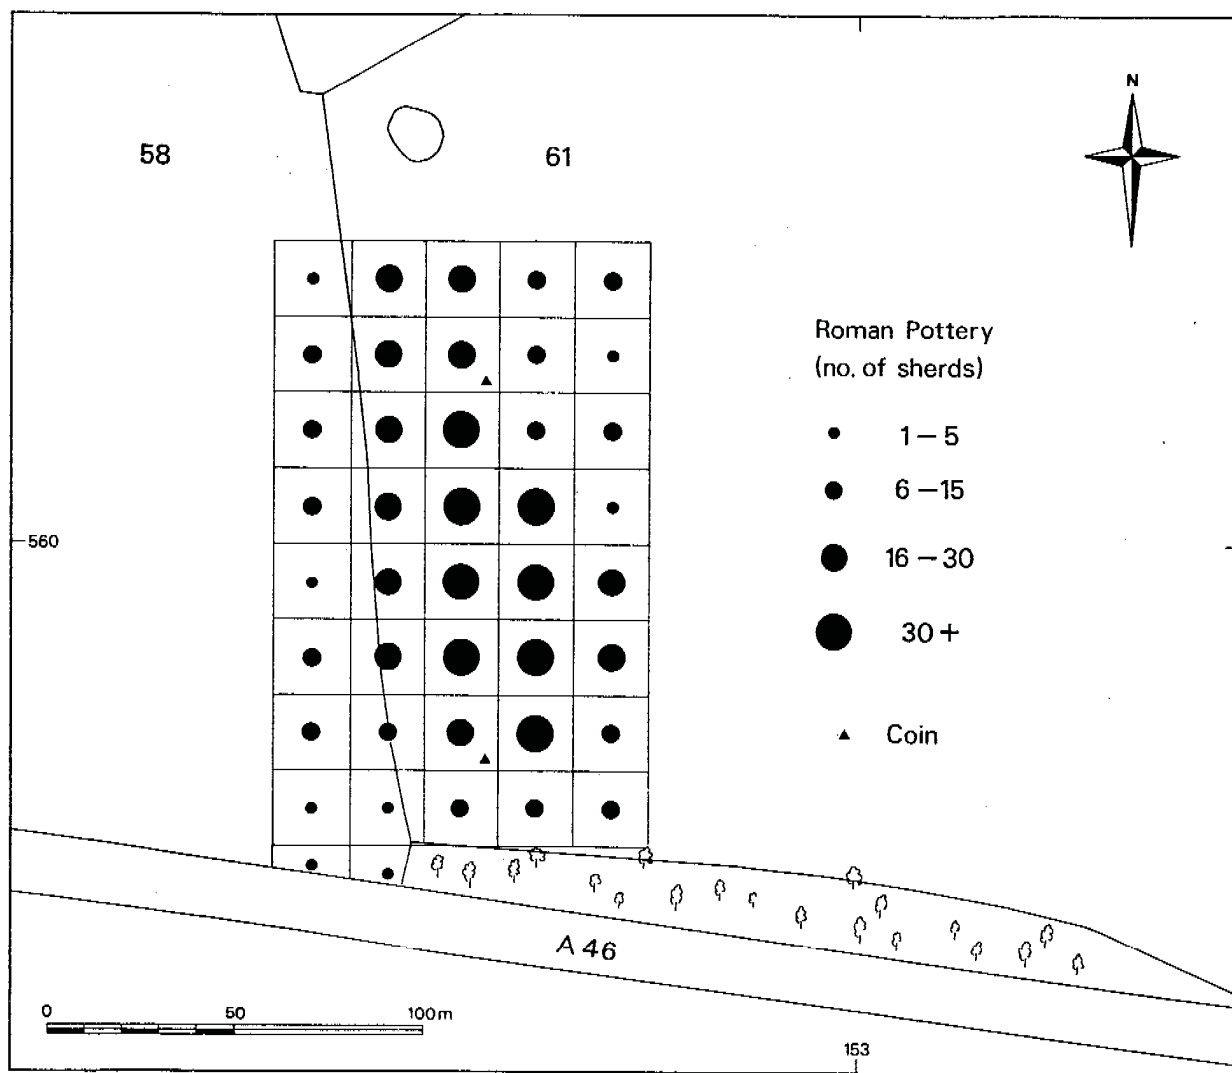 N
58
61
Roman Pottery
(no. of sherds)
1–5
6–15
560
16–30
30+
Coin
A 46
0 50 100m
153